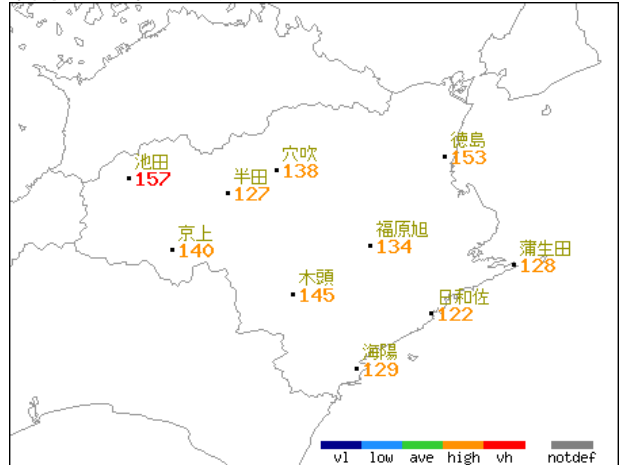 徳島
153
池田
157
穴吹
138
半田
127
京上
140
福原旭
134
蒲生田
128
木頭
145
日和佐
122
海陽
129
vl low ave high vh notdef